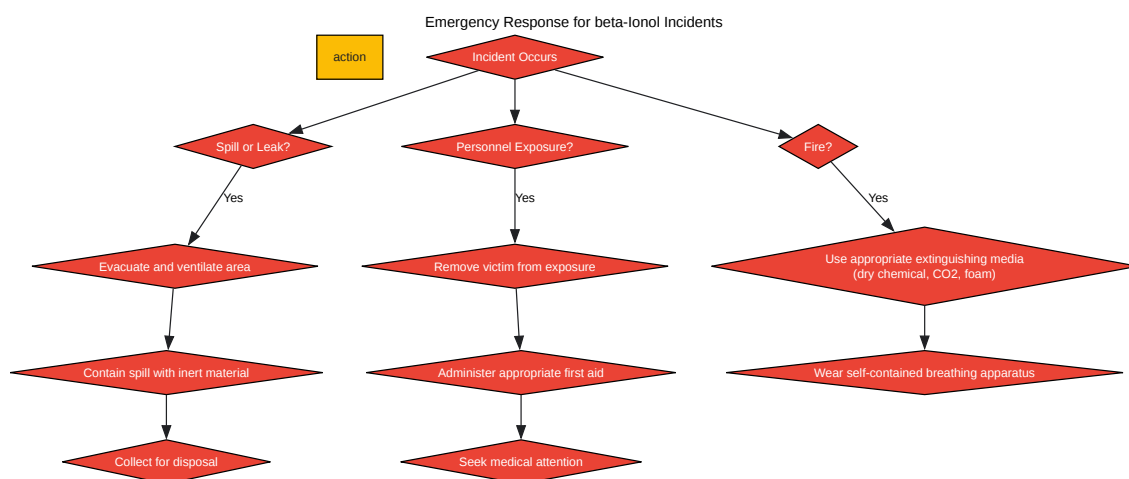 Emergency Response for beta-Ionol Incidents
action
Incident Occurs
Spill or Leak?
Personnel Exposure?
Fire?
Yes
Yes
Yes
Evacuate and ventilate area
Remove victim from exposure
Use appropriate extinguishing media
(dry chemical, CO2, foam)
Contain spill with inert material
Administer appropriate first aid
Wear self-contained breathing apparatus
Collect for disposal
Seek medical attention